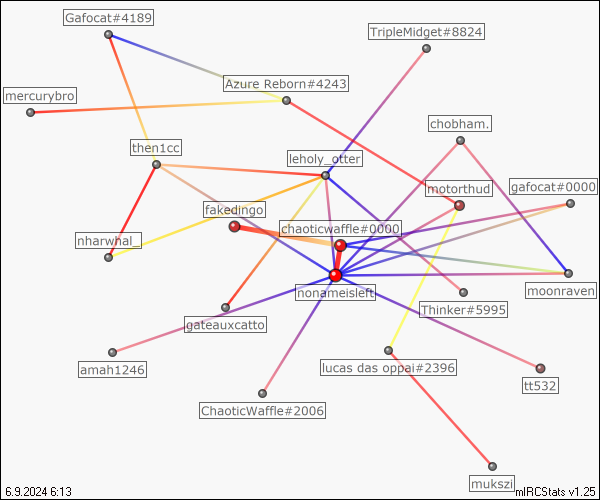 Gafocat#4189
TripleMidget#8824
Azure Reborn#4243
mercurybro
chobham.
then1cc
leholy_otter
motorthud
gafocat#0000
fakedingo
chaoticwaffle#0000
nharwhal_
nonameisleft
moonraven
Thinker#5995
gateauxcatto
amah1246
lucas das oppai#2396
tt532
ChaoticWaffle#2006
mukszi
6.9.2024 6:13
mIRCStats v1.25